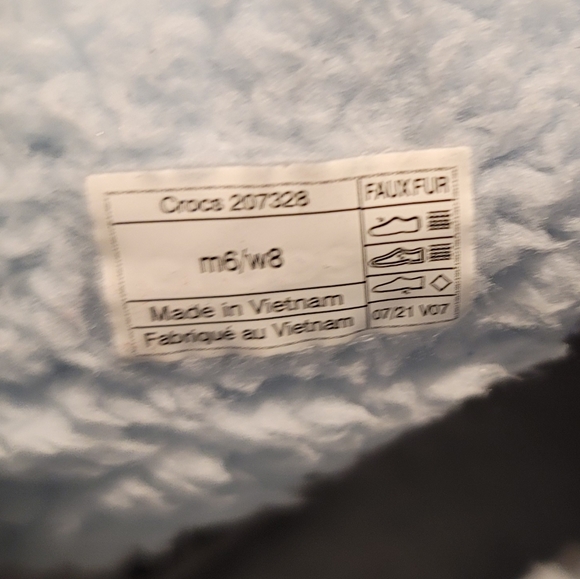 Crocs 207328
m6/w8
Made in Vietnam
Fabriqué au Vietnam
FAUX FUR
07/21 V07